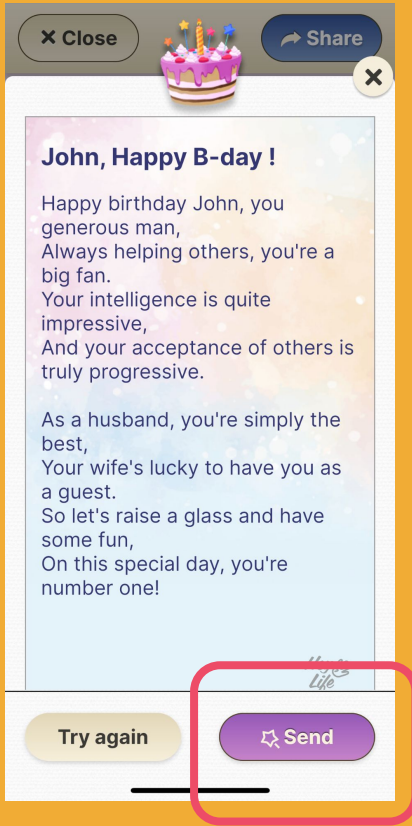 Close
Share
John, Happy B-day !
Happy birthday John, you
generous man,
Always helping others, you're a
big fan.
Your intelligence is quite
impressive,
And your acceptance of others is
truly progressive.
As a husband, you're simply the
best,
Your wife's lucky to have you as
a guest.
So let's raise a glass and have
some fun,
On this special day, you're
number one!
Life
Try again
Send